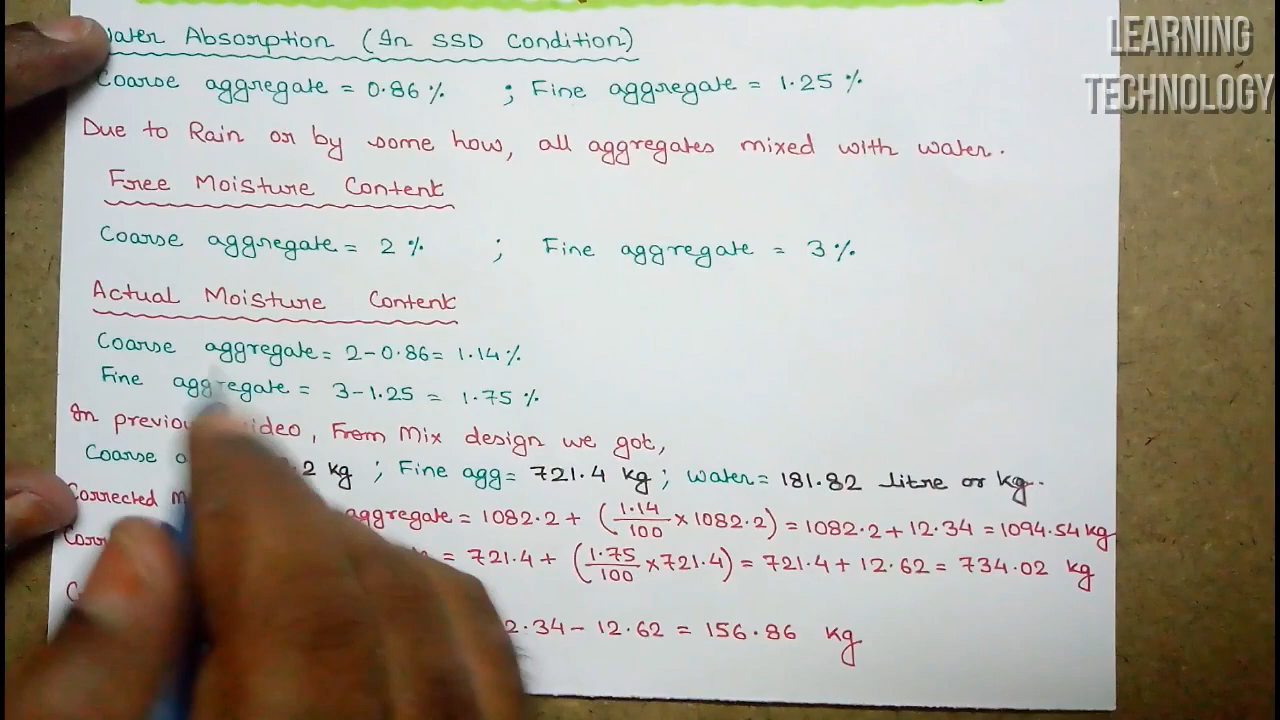 LEARNING
TECHNOLOGY
Water Absorption (In SSD Condition)
Coarse aggregate = 0.86 % ; Fine aggregate = 1.25 %
Due to Rain or by some how, all aggregates mixed with water.
Free Moisture Content
Coarse aggregate = 2 % ; Fine aggregate = 3 %
Actual Moisture Content
Coarse aggregate = 2-0.86 = 1.14 %
Fine aggregate = 3-1.25 = 1.75 %
In previous video, From Mix design we got,
Coarse .2 kg ; Fine agg = 721.4 kg ; water = 181.82 litre or kg.
Corrected aggregate = 1082.2 + (1.14/100 x 1082.2) = 1082.2 + 12.34 = 1094.54 kg
= 721.4 + (1.75/100 x 721.4) = 721.4 + 12.62 = 734.02 kg
2.34 - 12.62 = 156.86 kg